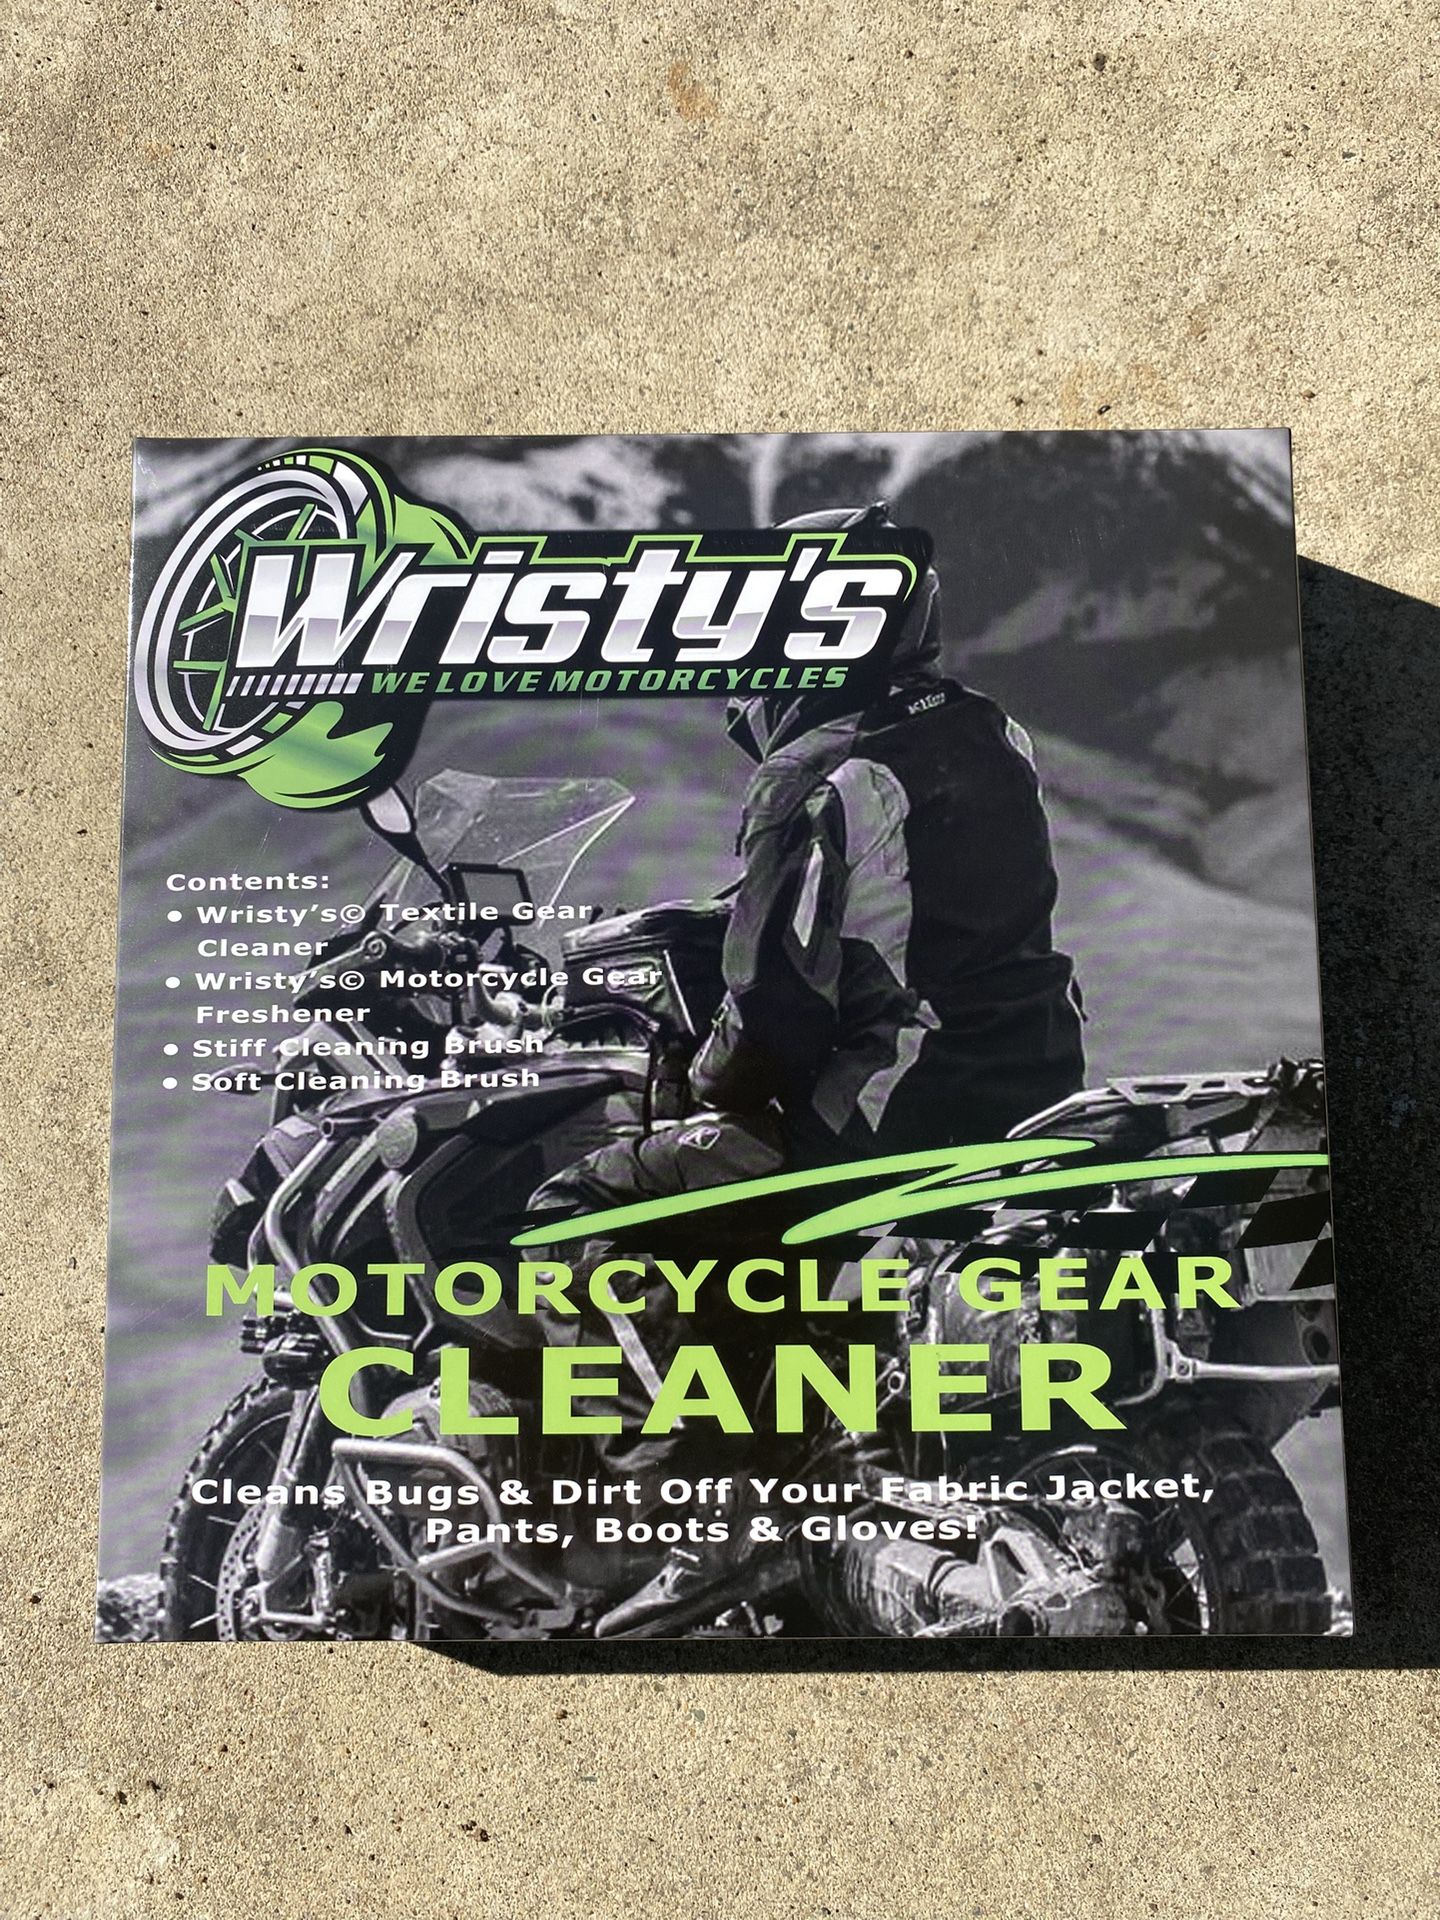 Wristy's
WE LOVE MOTORCYCLES
KLIM
Contents:
• Wristy's© Textile Gear
Cleaner
• Wristy's© Motorcycle Gear
Freshener
• Stiff Cleaning Brush
• Soft Cleaning Brush
MOTORCYCLE GEAR
CLEANER
Cleans Bugs & Dirt Off Your Fabric Jacket,
Pants, Boots & Gloves!